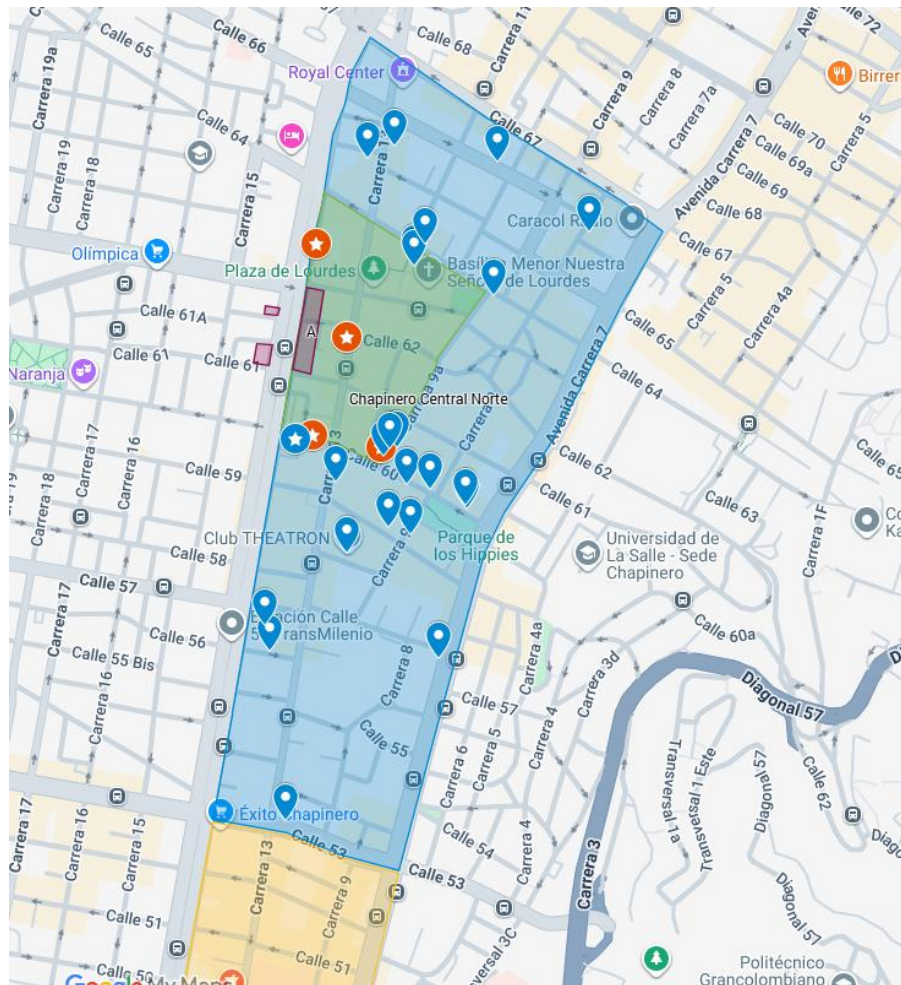 Calle 65
Calle 66
Calle 68
Carrera 11
Carrera 9
Calle 72
Carrera 19a
Royal Center
Carrera 8
Carrera 7a
Birrer
Calle 64
Calle 67
Avenida Carrera 7
Carrera 5
Carrera 19
Carrera 18
Carrera 15
Calle 70
Calle 69a
Calle 69
Calle 68
Caracol Radio
Calle 67
Olímpica
Plaza de Lourdes
Basílica Menor Nuestra
Señora de Lourdes
Carrera 5
Carrera 4a
Calle 61A
A
Calle 62
Calle 65
Calle 61
Calle 61
Calle 64
Naranja
Carrera 9a
Avenida Carrera 7
Chapinero Central Norte
Carrera 17
Calle 59
Calle 60
Calle 62
Calle 63
Carrera 18
Calle 61
Carrera 1F
Calle 58
Club THEATRON
Parque de
los Hippies
Universidad de
La Salle - Sede
Chapinero
Calle 57
Carrera 17
Calle 56
Calle 60a
Calle 55 Bis
Carrera 4a
Carrera 3d
Carrera 8
Calle 57
Diagonal 57
Carrera 16
Calle 55
Carrera 6
Carrera 5
Carrera 4
Transversal 1a
Transversal 1 Este
Diagonal 57
Calle 62
Carrera 17
Carrera 16
Carrera 15
Éxito Chapinero
Calle 53
Calle 54
Carrera 4
Carrera 3
Carrera 13
Carrera 9
Calle 53
Diagonal 57
Calle 51
Calle 51
Calle 50
Google My Maps
Politécnico
Grancolombiano